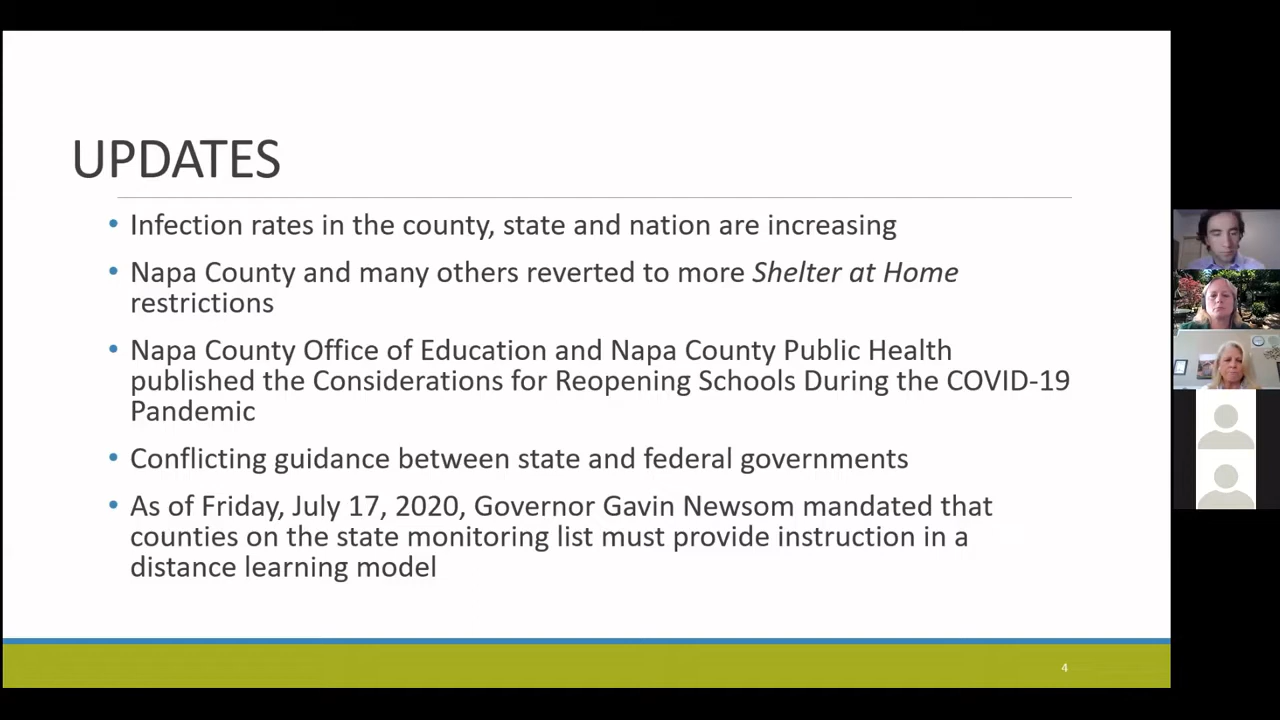 UPDATES
• Infection rates in the county, state and nation are increasing
• Napa County and many others reverted to more Shelter at Home
restrictions
• Napa County Office of Education and Napa County Public Health
published the Considerations for Reopening Schools During the COVID-19
Pandemic
• Conflicting guidance between state and federal governments
• As of Friday, July 17, 2020, Governor Gavin Newsom mandated that
counties on the state monitoring list must provide instruction in a
distance learning model
4